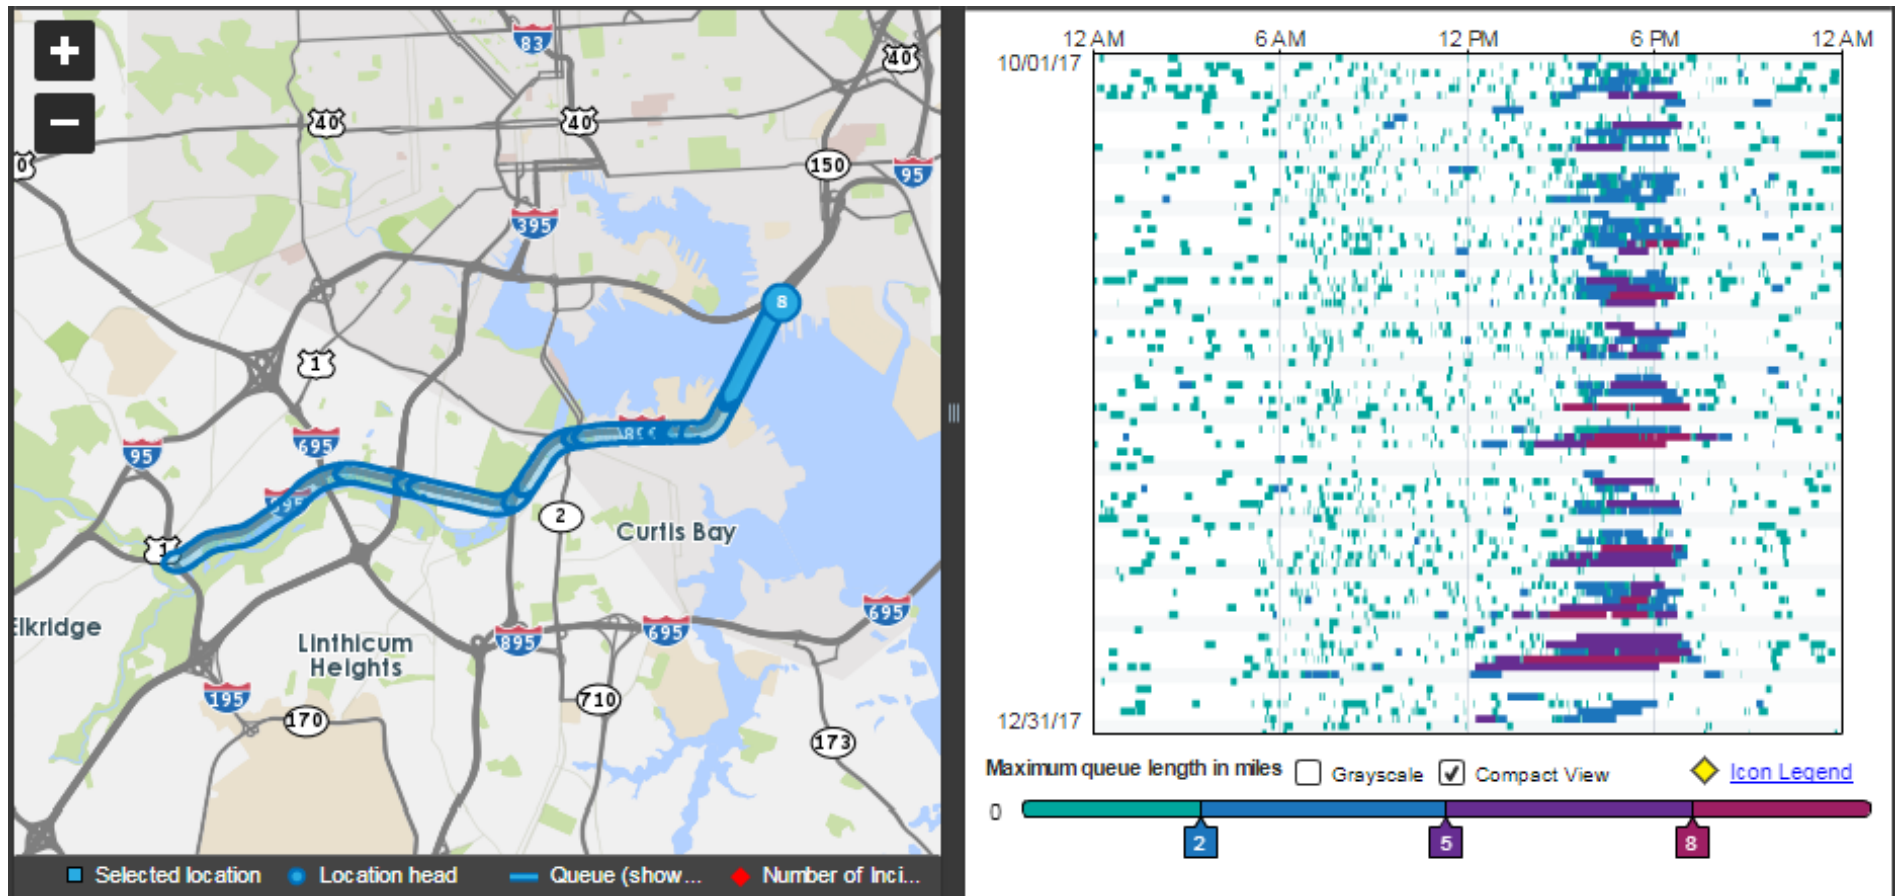 +
−
83
40
40
40
150
95
0
395
8
1
695
95
895
2
Curtis Bay
1
Elkridge
Linthicum
Heights
895
695
695
195
170
710
173
Selected location
Location head
Queue (show...
Number of Inci...
12 AM
6 AM
12 PM
6 PM
12 AM
10/01/17
12/31/17
Maximum queue length in miles
Grayscale
Compact View
Icon Legend
0
2
5
8